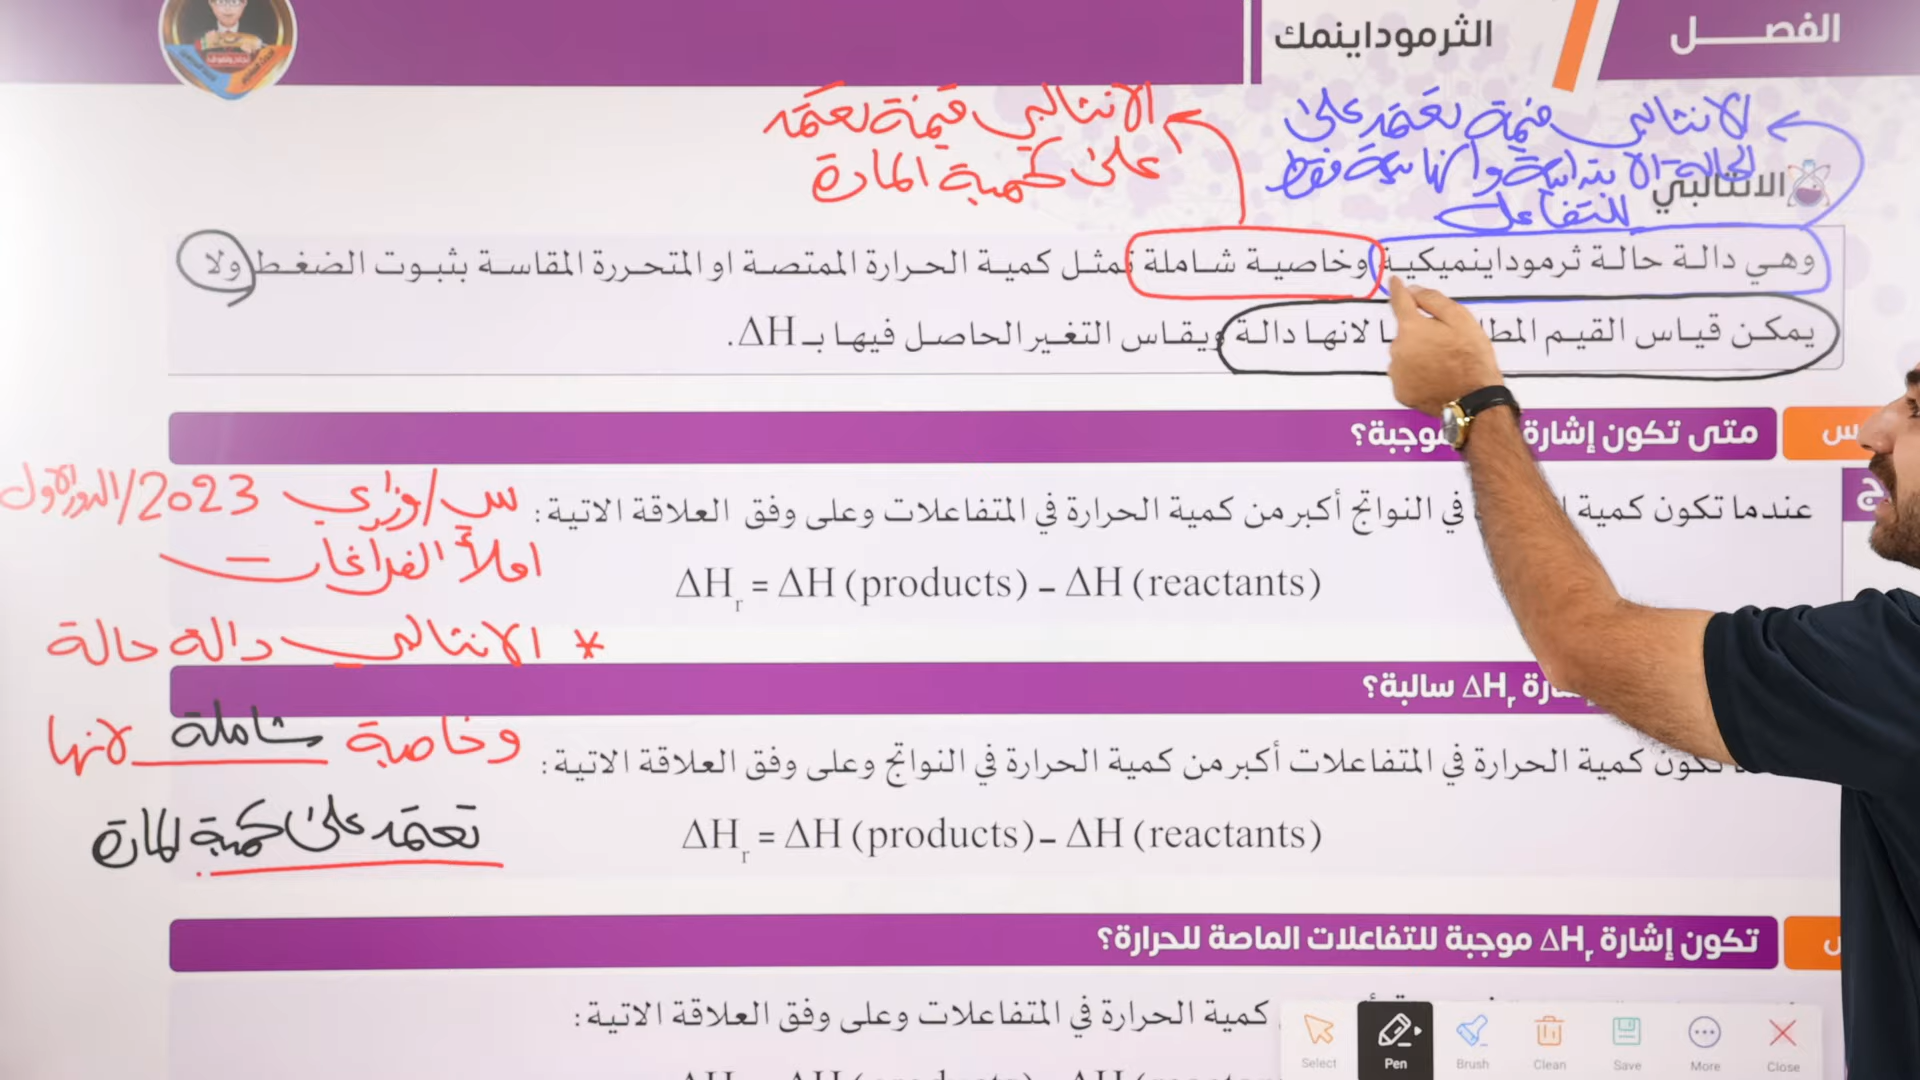 الفصل
الثرموداينمك
الانثالبي قيمة تعتمد على
الحالة الابتدائية والنهائية فقط
للتفاعل
الانثالبي قيمة تعتمد
على كمية المادة
الانثالبي
وهي دالة حالة ثرموداينميكية وخاصية شاملة تمثل كمية الحرارة الممتصة او المتحررة المقاسة بثبوت الضغط ولا
يمكن قياس القيم لانها دالة ويقاس التغير الحاصل فيها بـ ΔH.
س
متى تكون إشارة موجبة؟
ج
عندما تكون كمية في النواتج أكبر من كمية الحرارة في المتفاعلات وعلى وفق العلاقة الاتية:
ΔHr = ΔH (products) – ΔH (reactants)
س/وزاري 2023/الدور الاول
املأ الفراغات
* الانثالبي دالة حالة
وخاصية شاملة لانها
تعتمد على كمية المادة
ΔHr سالبة؟
تكون كمية الحرارة في المتفاعلات أكبر من كمية الحرارة في النواتج وعلى وفق العلاقة الاتية:
ΔHr = ΔH (products) – ΔH (reactants)
تكون إشارة ΔHr موجبة للتفاعلات الماصة للحرارة؟
كمية الحرارة في المتفاعلات وعلى وفق العلاقة الاتية:
Select Pen Brush Clean Save More Close